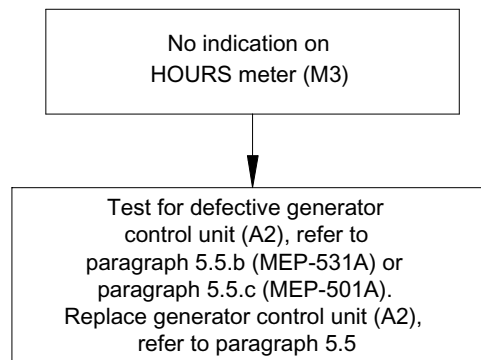 No indication on
HOURS meter (M3)
Test for defective generator
control unit (A2), refer to
paragraph 5.5.b (MEP-531A) or
paragraph 5.5.c (MEP-501A).
Replace generator control unit (A2),
refer to paragraph 5.5